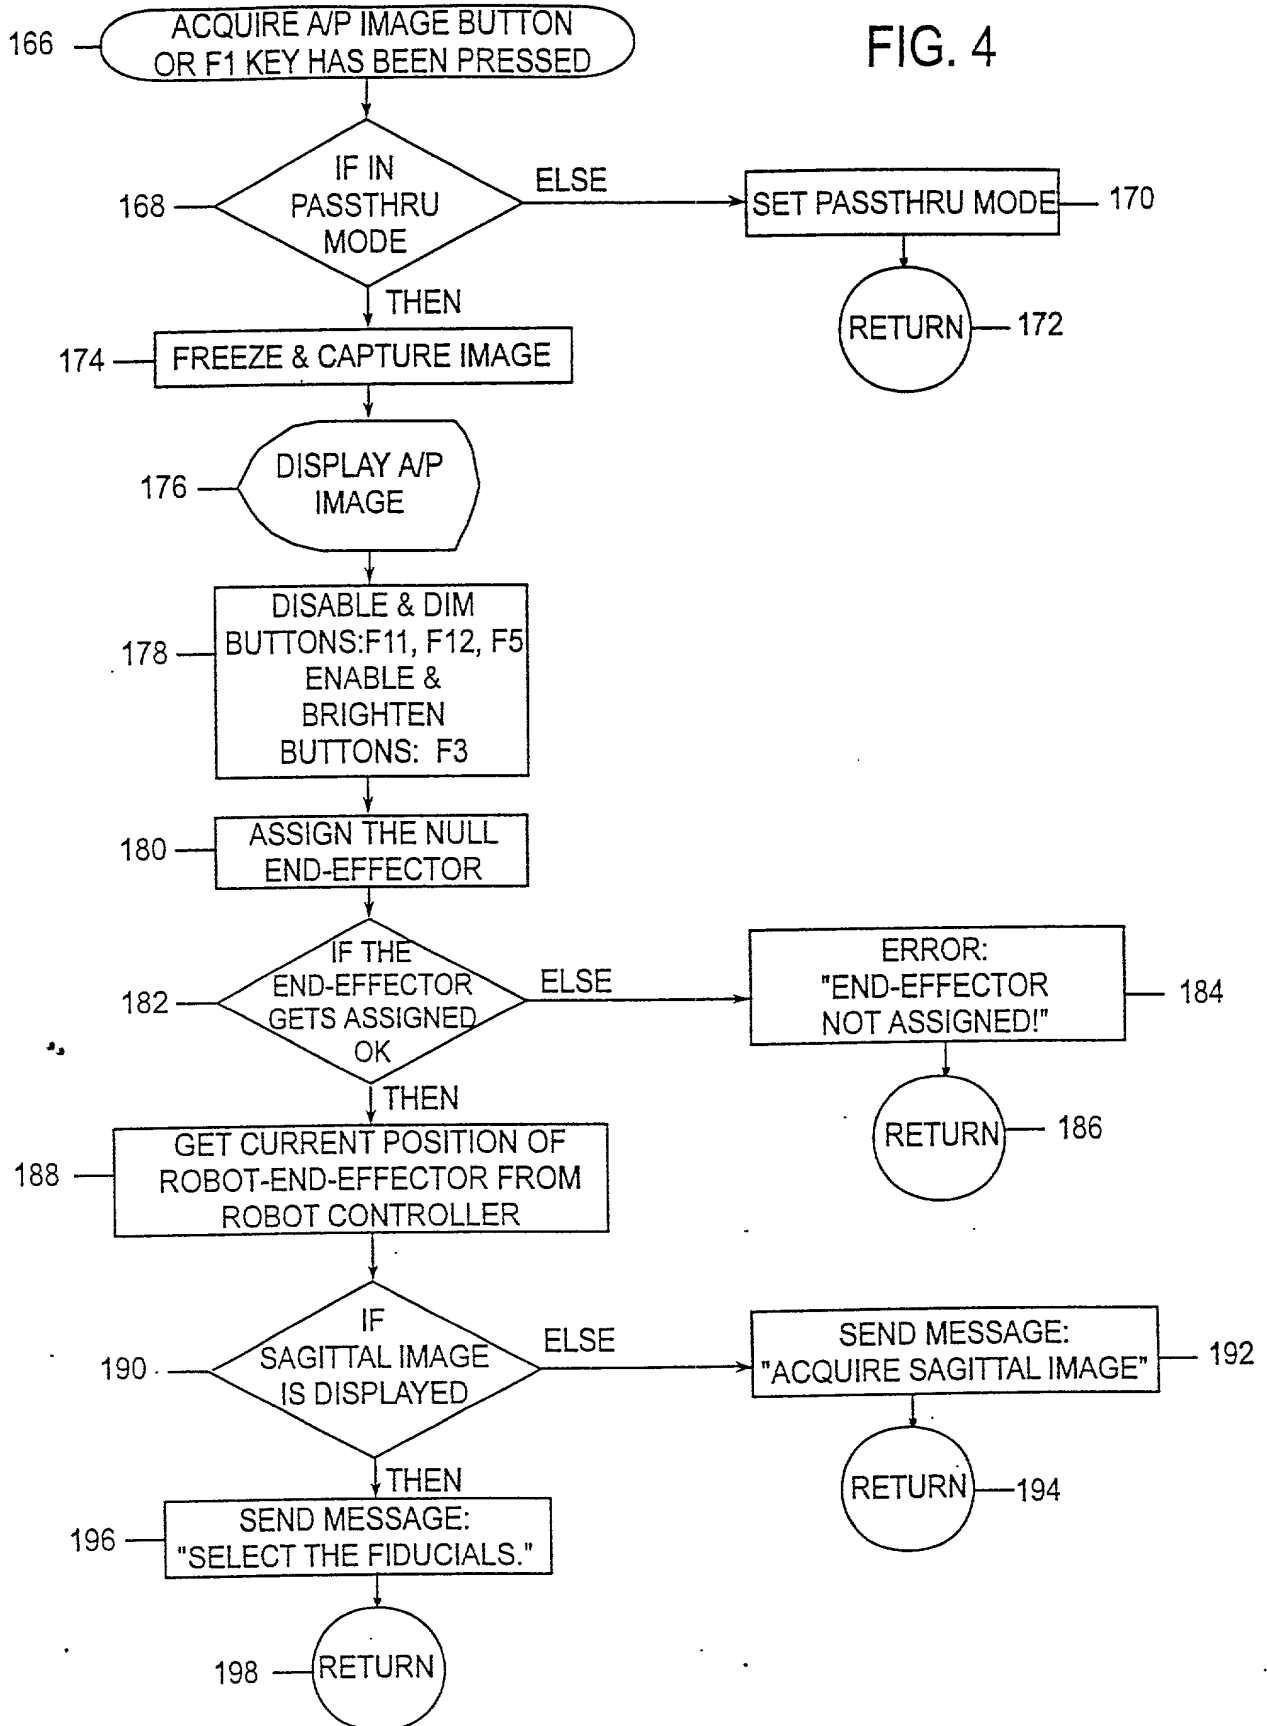 FIG. 4
166
ACQUIRE A/P IMAGE BUTTON
OR F1 KEY HAS BEEN PRESSED
168
IF IN
PASSTHRU
MODE
ELSE
SET PASSTHRU MODE
170
RETURN
172
THEN
174
FREEZE & CAPTURE IMAGE
176
DISPLAY A/P
IMAGE
178
DISABLE & DIM
BUTTONS:F11, F12, F5
ENABLE &
BRIGHTEN
BUTTONS: F3
180
ASSIGN THE NULL
END-EFFECTOR
182
IF THE
END-EFFECTOR
GETS ASSIGNED
OK
ELSE
ERROR:
"END-EFFECTOR
NOT ASSIGNED!"
184
RETURN
186
THEN
188
GET CURRENT POSITION OF
ROBOT-END-EFFECTOR FROM
ROBOT CONTROLLER
190
IF
SAGITTAL IMAGE
IS DISPLAYED
ELSE
SEND MESSAGE:
"ACQUIRE SAGITTAL IMAGE"
192
RETURN
194
THEN
196
SEND MESSAGE:
"SELECT THE FIDUCIALS."
198
RETURN